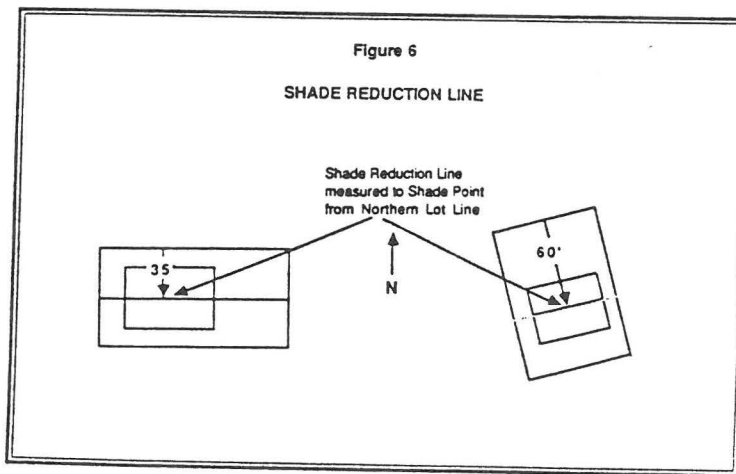 Figure 6
SHADE REDUCTION LINE
Shade Reduction Line
measured to Shade Point
from Northern Lot Line
35
60'
N